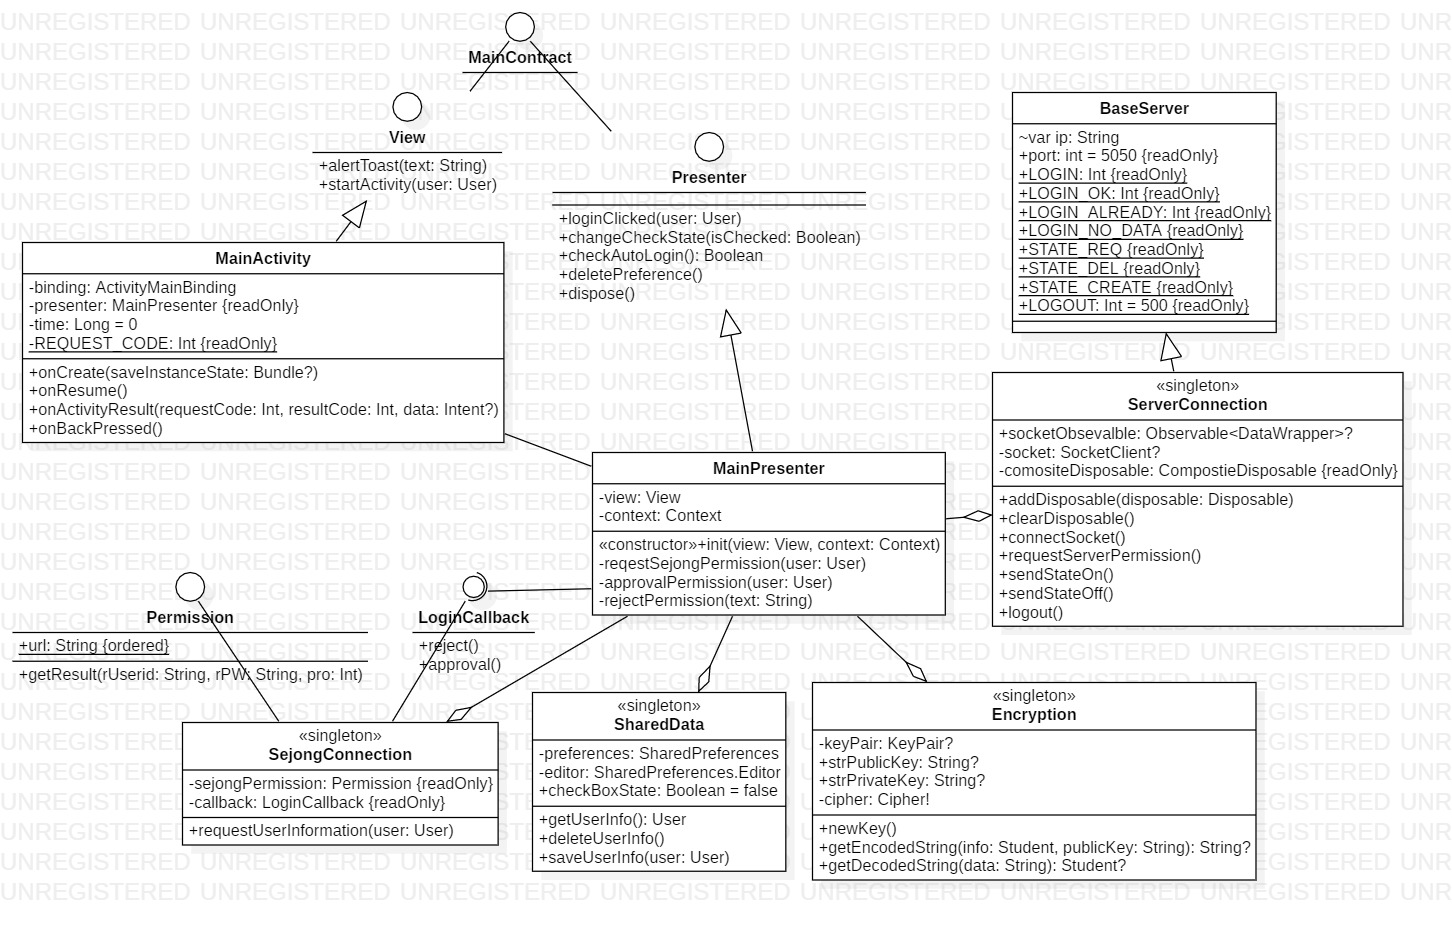 MainContract
View
+alertToast(text: String)
+startActivity(user: User)
Presenter
+loginClicked(user: User)
+changeCheckState(isChecked: Boolean)
+checkAutoLogin(): Boolean
+deletePreference()
+dispose()
BaseServer
~var ip: String
+port: int = 5050 {readOnly}
+LOGIN: Int {readOnly}
+LOGIN_OK: Int {readOnly}
+LOGIN_ALREADY: Int {readOnly}
+LOGIN_NO_DATA {readOnly}
+STATE_REQ {readOnly}
+STATE_DEL {readOnly}
+STATE_CREATE {readOnly}
+LOGOUT: Int = 500 {readOnly}
MainActivity
-binding: ActivityMainBinding
-presenter: MainPresenter {readOnly}
-time: Long = 0
-REQUEST_CODE: Int {readOnly}
+onCreate(saveInstanceState: Bundle?)
+onResume()
+onActivityResult(requestCode: Int, resultCode: Int, data: Intent?)
+onBackPressed()
«singleton»
ServerConnection
+socketObsevalble: Observable<DataWrapper>?
-socket: SocketClient?
-comositeDisposable: CompostieDisposable {readOnly}
+addDisposable(disposable: Disposable)
+clearDisposable()
+connectSocket()
+requestServerPermission()
+sendStateOn()
+sendStateOff()
+logout()
MainPresenter
-view: View
-context: Context
«constructor»+init(view: View, context: Context)
-reqestSejongPermission(user: User)
-approvalPermission(user: User)
-rejectPermission(text: String)
Permission
+url: String {ordered}
+getResult(rUserid: String, rPW: String, pro: Int)
LoginCallback
+reject()
+approval()
«singleton»
SejongConnection
-sejongPermission: Permission {readOnly}
-callback: LoginCallback {readOnly}
+requestUserInformation(user: User)
«singleton»
SharedData
-preferences: SharedPreferences
-editor: SharedPreferences.Editor
+checkBoxState: Boolean = false
+getUserInfo(): User
+deleteUserInfo()
+saveUserInfo(user: User)
«singleton»
Encryption
-keyPair: KeyPair?
+strPublicKey: String?
+strPrivateKey: String?
-cipher: Cipher!
+newKey()
+getEncodedString(info: Student, publicKey: String): String?
+getDecodedString(data: String): Student?